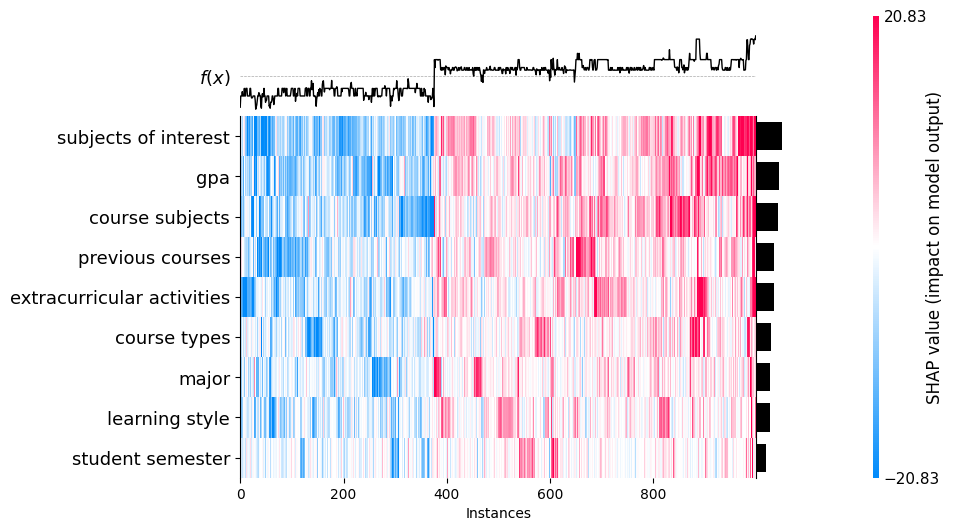 20.83
f(x)
subjects of interest
gpa
course subjects
previous courses
extracurricular activities
course types
major
learning style
student semester
0 200 400 600 800
Instances
SHAP value (impact on model output)
−20.83